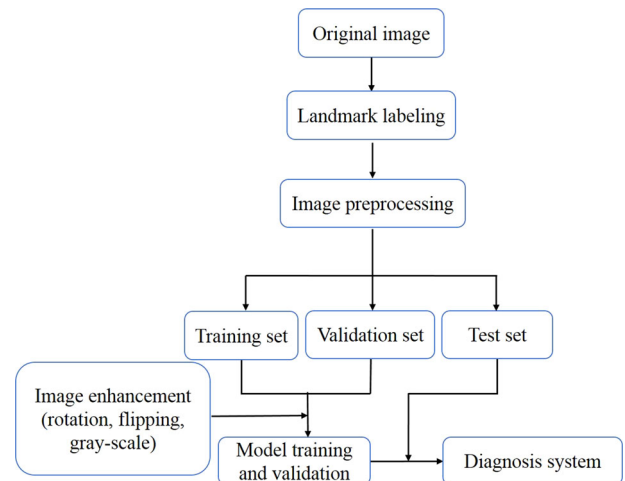 Original image
Landmark labeling
Image preprocessing
Training set
Validation set
Test set
Image enhancement
(rotation, flipping,
gray-scale)
Model training
and validation
Diagnosis system